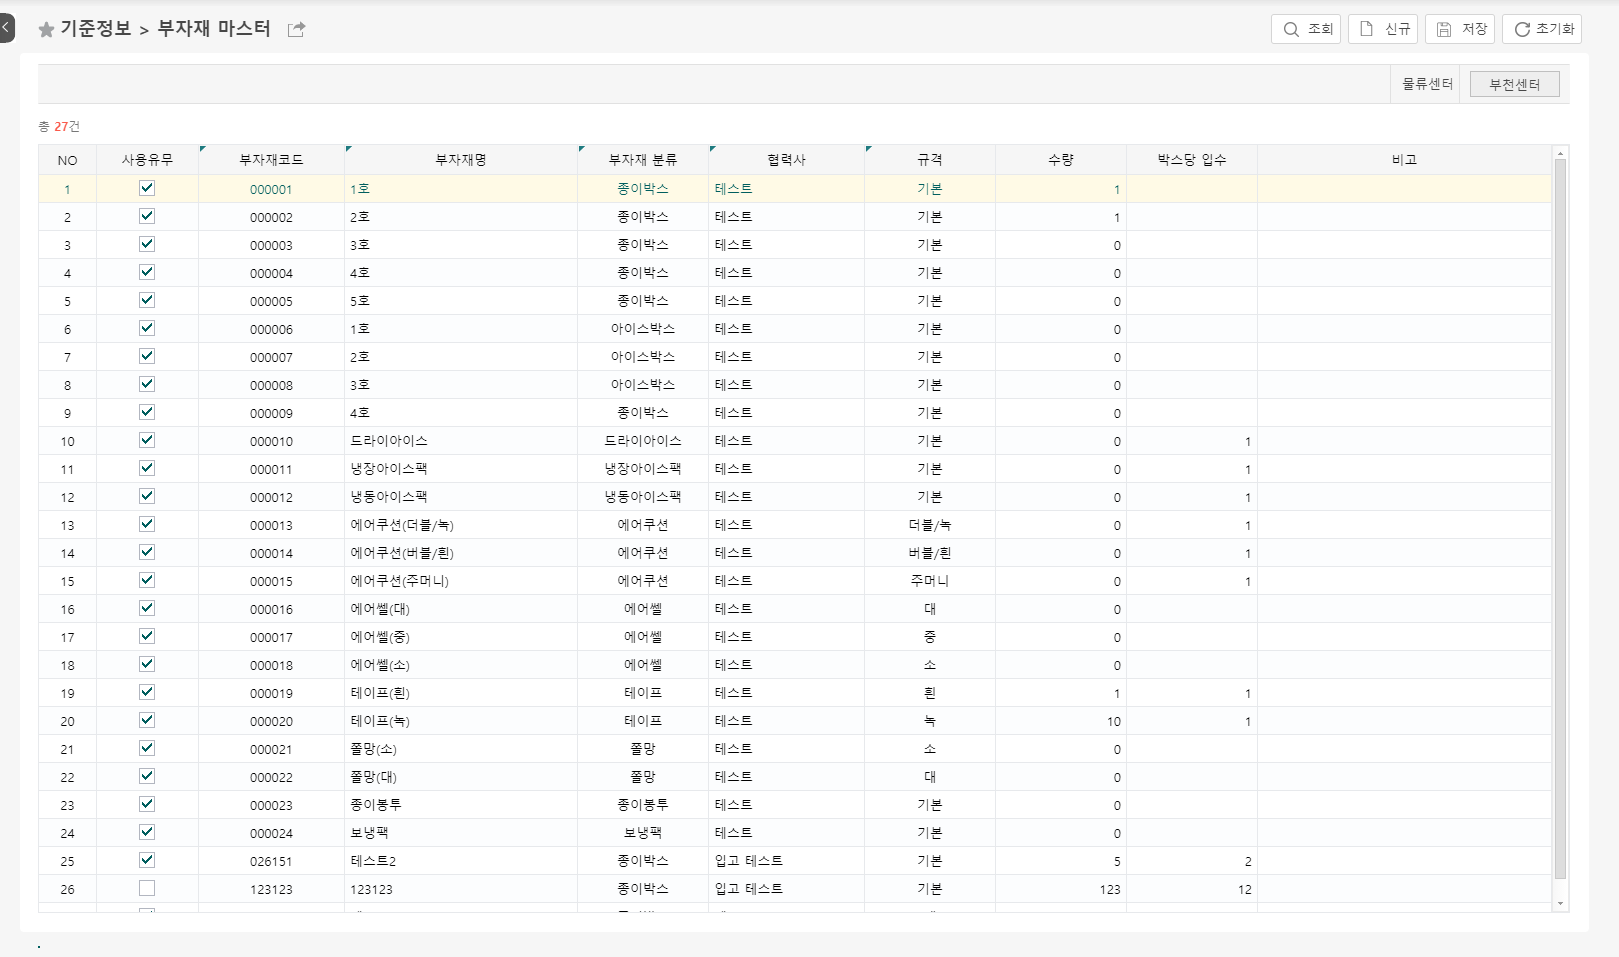 기준정보 > 부자재 마스터
조회 신규 저장 초기화
물류센터 부천센터
총 27건
NO 사용유무 부자재코드 부자재명 부자재 분류 협력사 규격 수량 박스당 입수 비고
1 000001 1호 종이박스 테스트 기본 1
2 000002 2호 종이박스 테스트 기본 1
3 000003 3호 종이박스 테스트 기본 0
4 000004 4호 종이박스 테스트 기본 0
5 000005 5호 종이박스 테스트 기본 0
6 000006 1호 아이스박스 테스트 기본 0
7 000007 2호 아이스박스 테스트 기본 0
8 000008 3호 아이스박스 테스트 기본 0
9 000009 4호 종이박스 테스트 기본 0
10 000010 드라이아이스 드라이아이스 테스트 기본 0 1
11 000011 냉장아이스팩 냉장아이스팩 테스트 기본 0 1
12 000012 냉동아이스팩 냉동아이스팩 테스트 기본 0 1
13 000013 에어쿠션(더블/녹) 에어쿠션 테스트 더블/녹 0 1
14 000014 에어쿠션(버블/흰) 에어쿠션 테스트 버블/흰 0 1
15 000015 에어쿠션(주머니) 에어쿠션 테스트 주머니 0 1
16 000016 에어쎌(대) 에어쎌 테스트 대 0
17 000017 에어쎌(중) 에어쎌 테스트 중 0
18 000018 에어쎌(소) 에어쎌 테스트 소 0
19 000019 테이프(흰) 테이프 테스트 흰 1 1
20 000020 테이프(녹) 테이프 테스트 녹 10 1
21 000021 쫄망(소) 쫄망 테스트 소 0
22 000022 쫄망(대) 쫄망 테스트 대 0
23 000023 종이봉투 종이봉투 테스트 기본 0
24 000024 보냉팩 보냉팩 테스트 기본 0
25 026151 테스트2 종이박스 입고 테스트 기본 5 2
26 123123 123123 종이박스 입고 테스트 기본 123 12